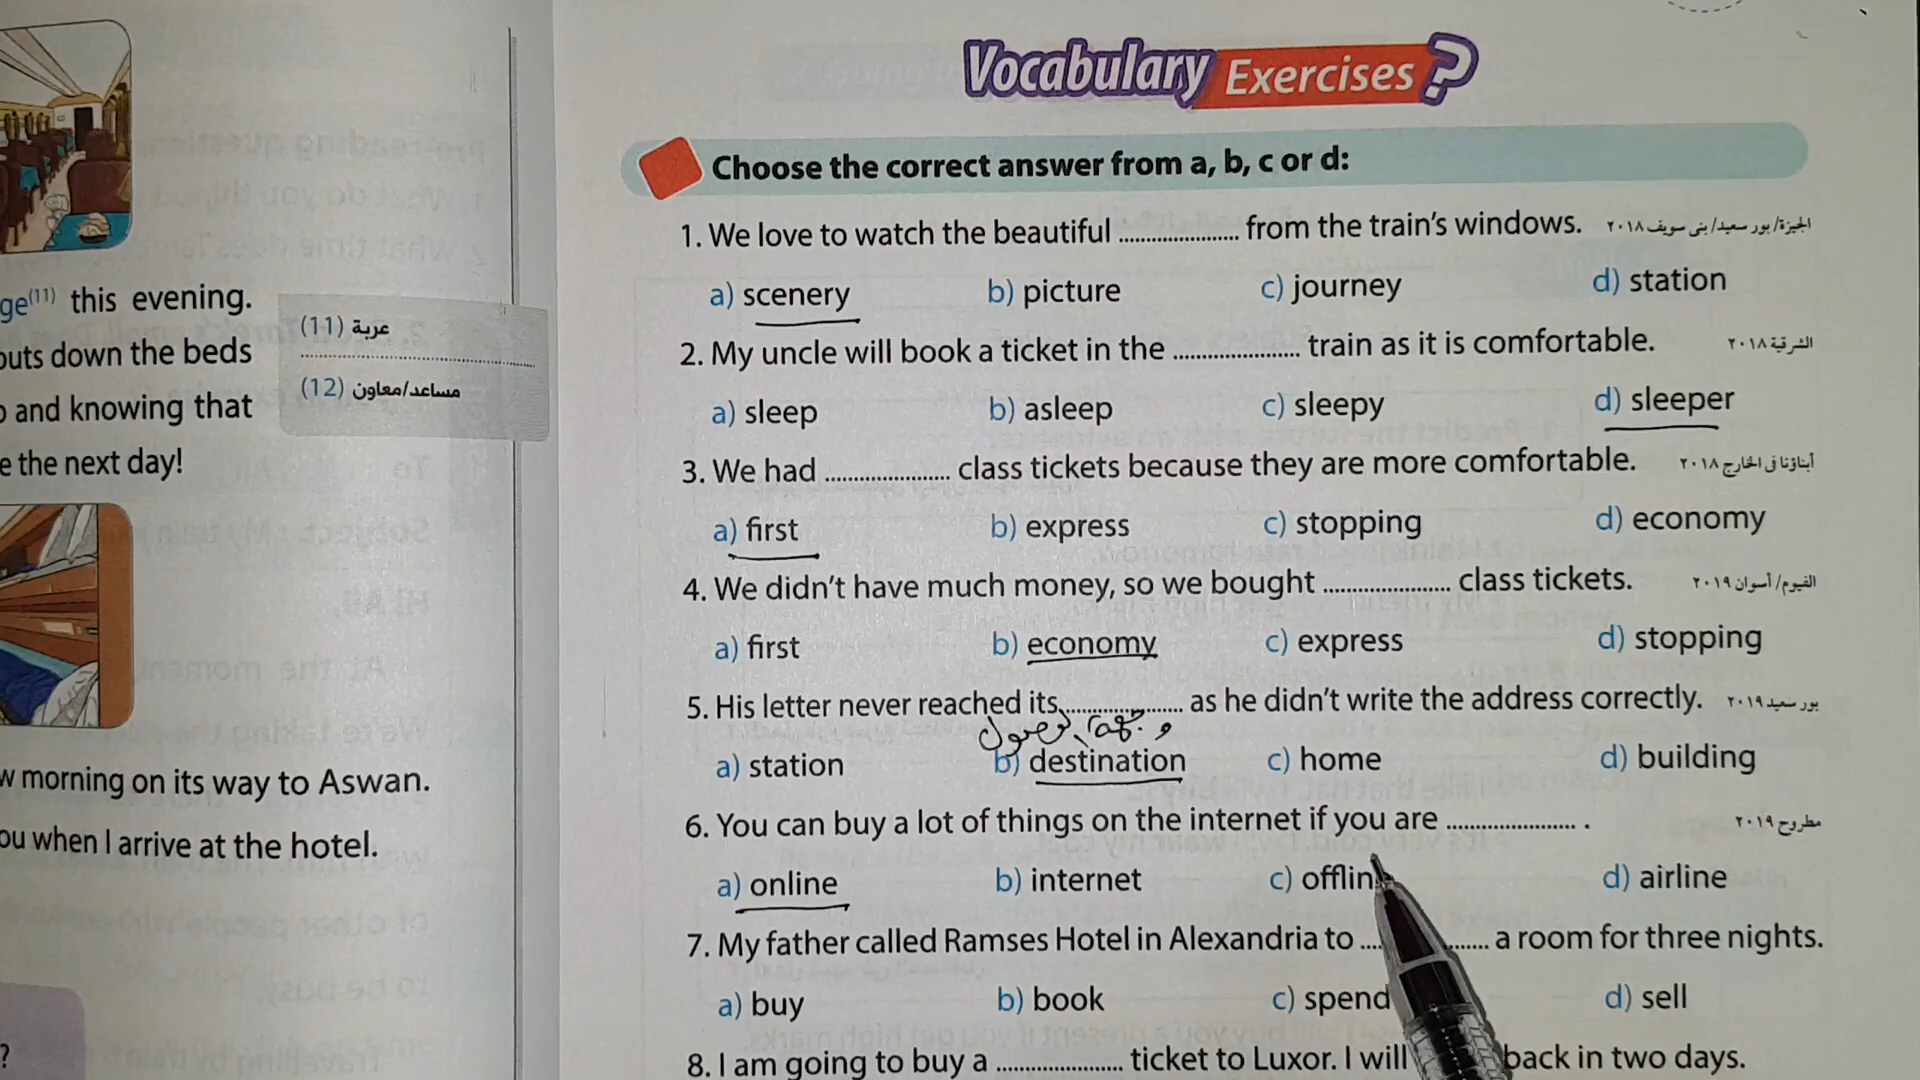 ge(11) this evening.
outs down the beds
o and knowing that
e the next day!
(11) عربة
(12) مساعد/معاون
w morning on its way to Aswan.
ou when I arrive at the hotel.
?
Vocabulary Exercises ?
Choose the correct answer from a, b, c or d:
1. We love to watch the beautiful .................... from the train's windows. الجيزة/بور سعيد/بنى سويف ٢٠١٨
a) scenery b) picture c) journey d) station
2. My uncle will book a ticket in the .................... train as it is comfortable. الشرقية ٢٠١٨
a) sleep b) asleep c) sleepy d) sleeper
3. We had .................... class tickets because they are more comfortable. أبناؤنا فى الخارج ٢٠١٨
a) first b) express c) stopping d) economy
4. We didn't have much money, so we bought .................... class tickets. الفيوم/أسوان ٢٠١٩
a) first b) economy c) express d) stopping
5. His letter never reached its .................... as he didn't write the address correctly. بور سعيد ٢٠١٩
a) station b) destination c) home d) building
6. You can buy a lot of things on the internet if you are .................... . مطروح ٢٠١٩
a) online b) internet c) offlin d) airline
7. My father called Ramses Hotel in Alexandria to .................... a room for three nights.
a) buy b) book c) spend d) sell
8. I am going to buy a .................... ticket to Luxor. I will back in two days.